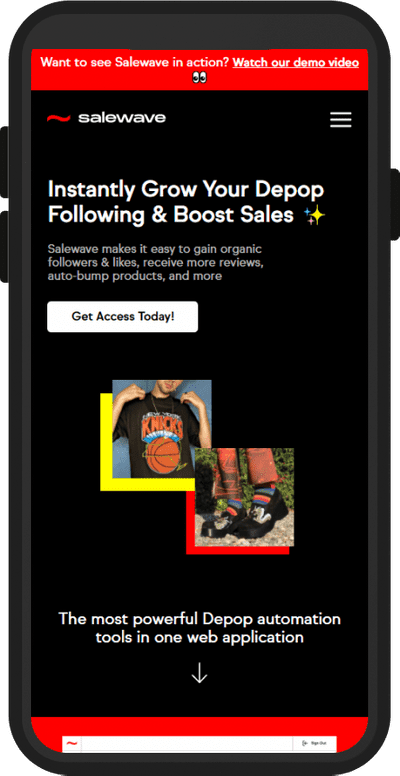 Want to see Salewave in action? Watch our demo video
👀
salewave
Instantly Grow Your Depop
Following & Boost Sales ✨
Salewave makes it easy to gain organic
followers & likes, receive more reviews,
auto-bump products, and more
Get Access Today!
NEW YORK
KNICKS
The most powerful Depop automation
tools in one web application
↓
Sign Out